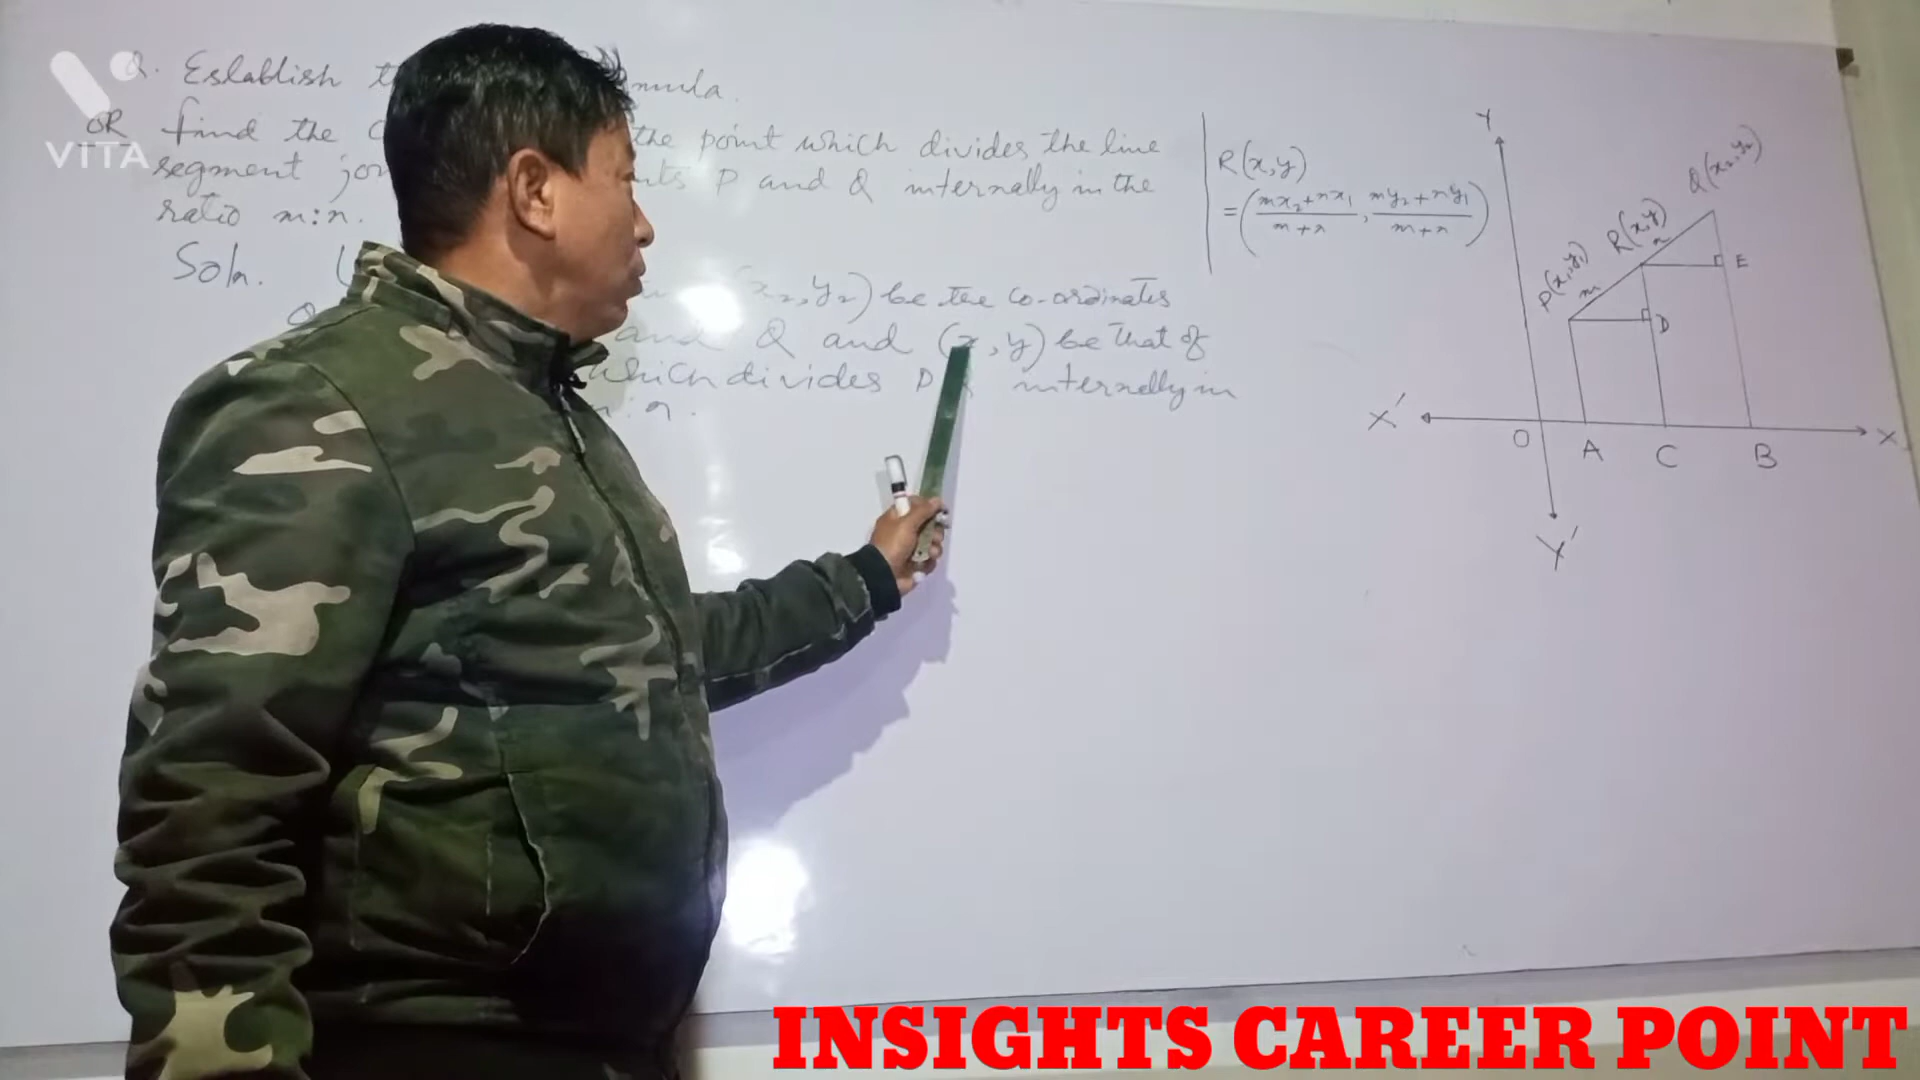 Q. Establish
mula.
OR find the the point which divides the line
segment P and Q internally in the
ratio m:n.
Soln.
x₂, y₂) be the co-ordinates
and Q and (x, y) be that of
which divides P internally in
: n.
R(x,y)
= (mx₂+nx₁/m+n, my₂+ny₁/m+n)
Y
Q(x₂,y₂)
R(x,y)
n
P(x₁,y₁)
m
E
D
X'
O
A
C
B
X
Y'
VITA
INSIGHTS CAREER POINT